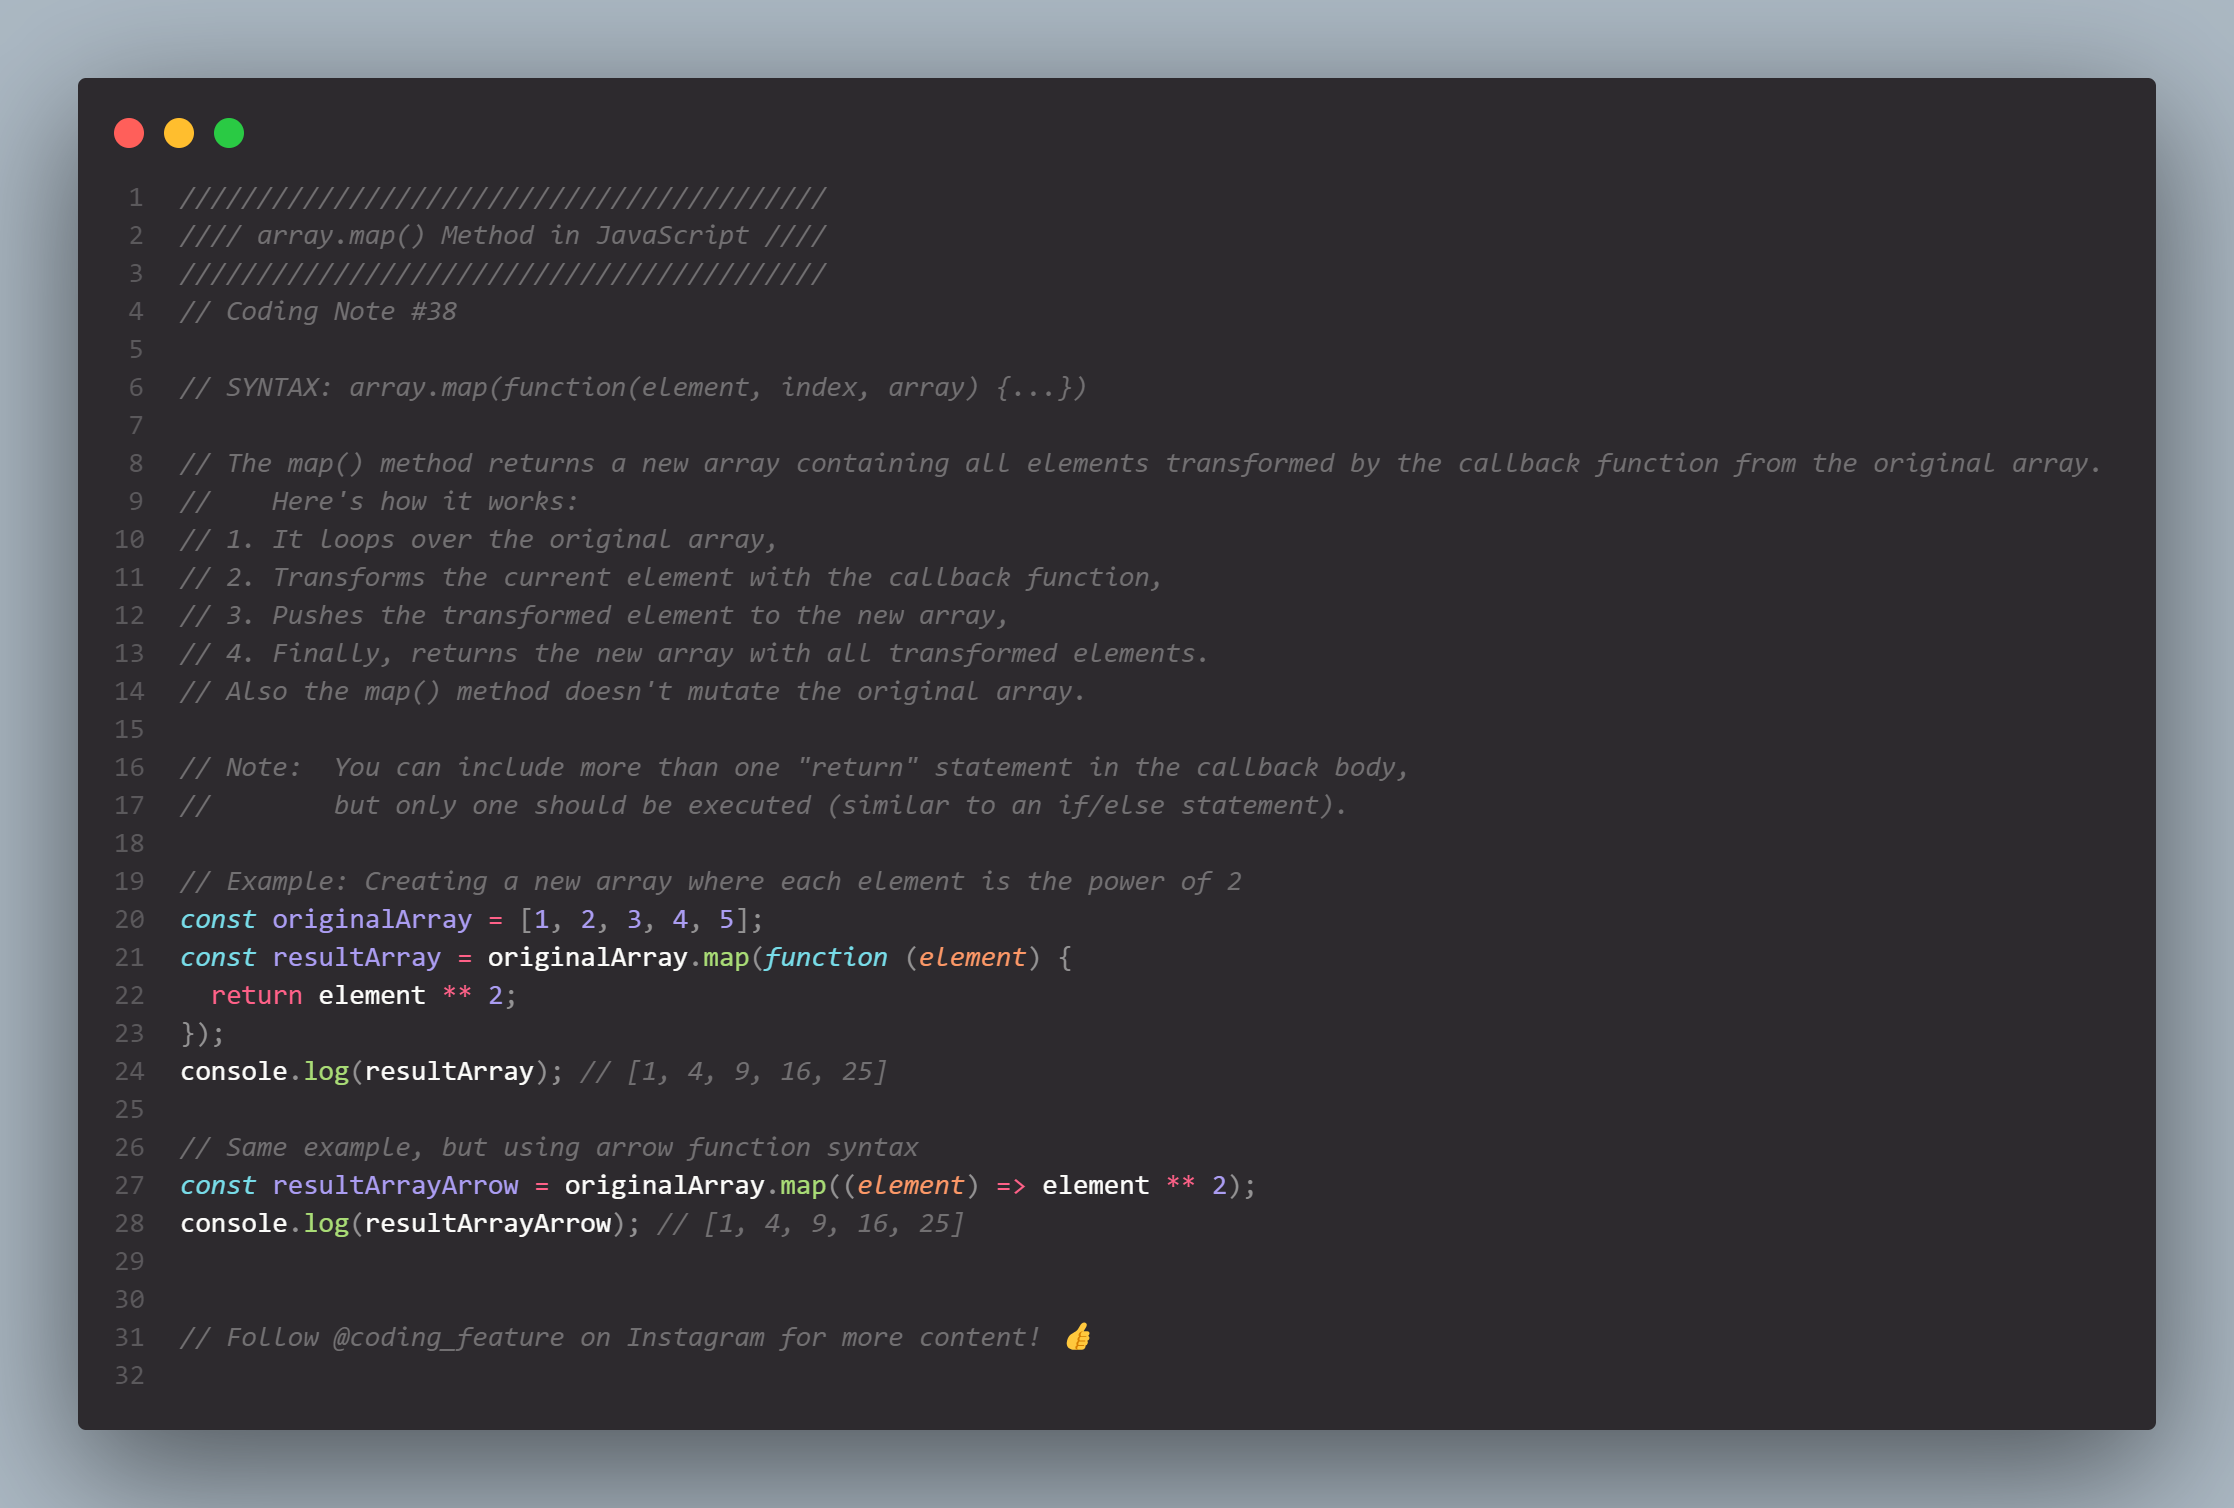 1 //////////////////////////////////////////
2 //// array.map() Method in JavaScript ////
3 //////////////////////////////////////////
4 // Coding Note #38
5
6 // SYNTAX: array.map(function(element, index, array) {...})
7
8 // The map() method returns a new array containing all elements transformed by the callback function from the original array.
9 //    Here's how it works:
10 // 1. It loops over the original array,
11 // 2. Transforms the current element with the callback function,
12 // 3. Pushes the transformed element to the new array,
13 // 4. Finally, returns the new array with all transformed elements.
14 // Also the map() method doesn't mutate the original array.
15
16 // Note:  You can include more than one "return" statement in the callback body,
17 //        but only one should be executed (similar to an if/else statement).
18
19 // Example: Creating a new array where each element is the power of 2
20 const originalArray = [1, 2, 3, 4, 5];
21 const resultArray = originalArray.map(function (element) {
22   return element ** 2;
23 });
24 console.log(resultArray); // [1, 4, 9, 16, 25]
25
26 // Same example, but using arrow function syntax
27 const resultArrayArrow = originalArray.map((element) => element ** 2);
28 console.log(resultArrayArrow); // [1, 4, 9, 16, 25]
29
30
31 // Follow @coding_feature on Instagram for more content! 👍
32